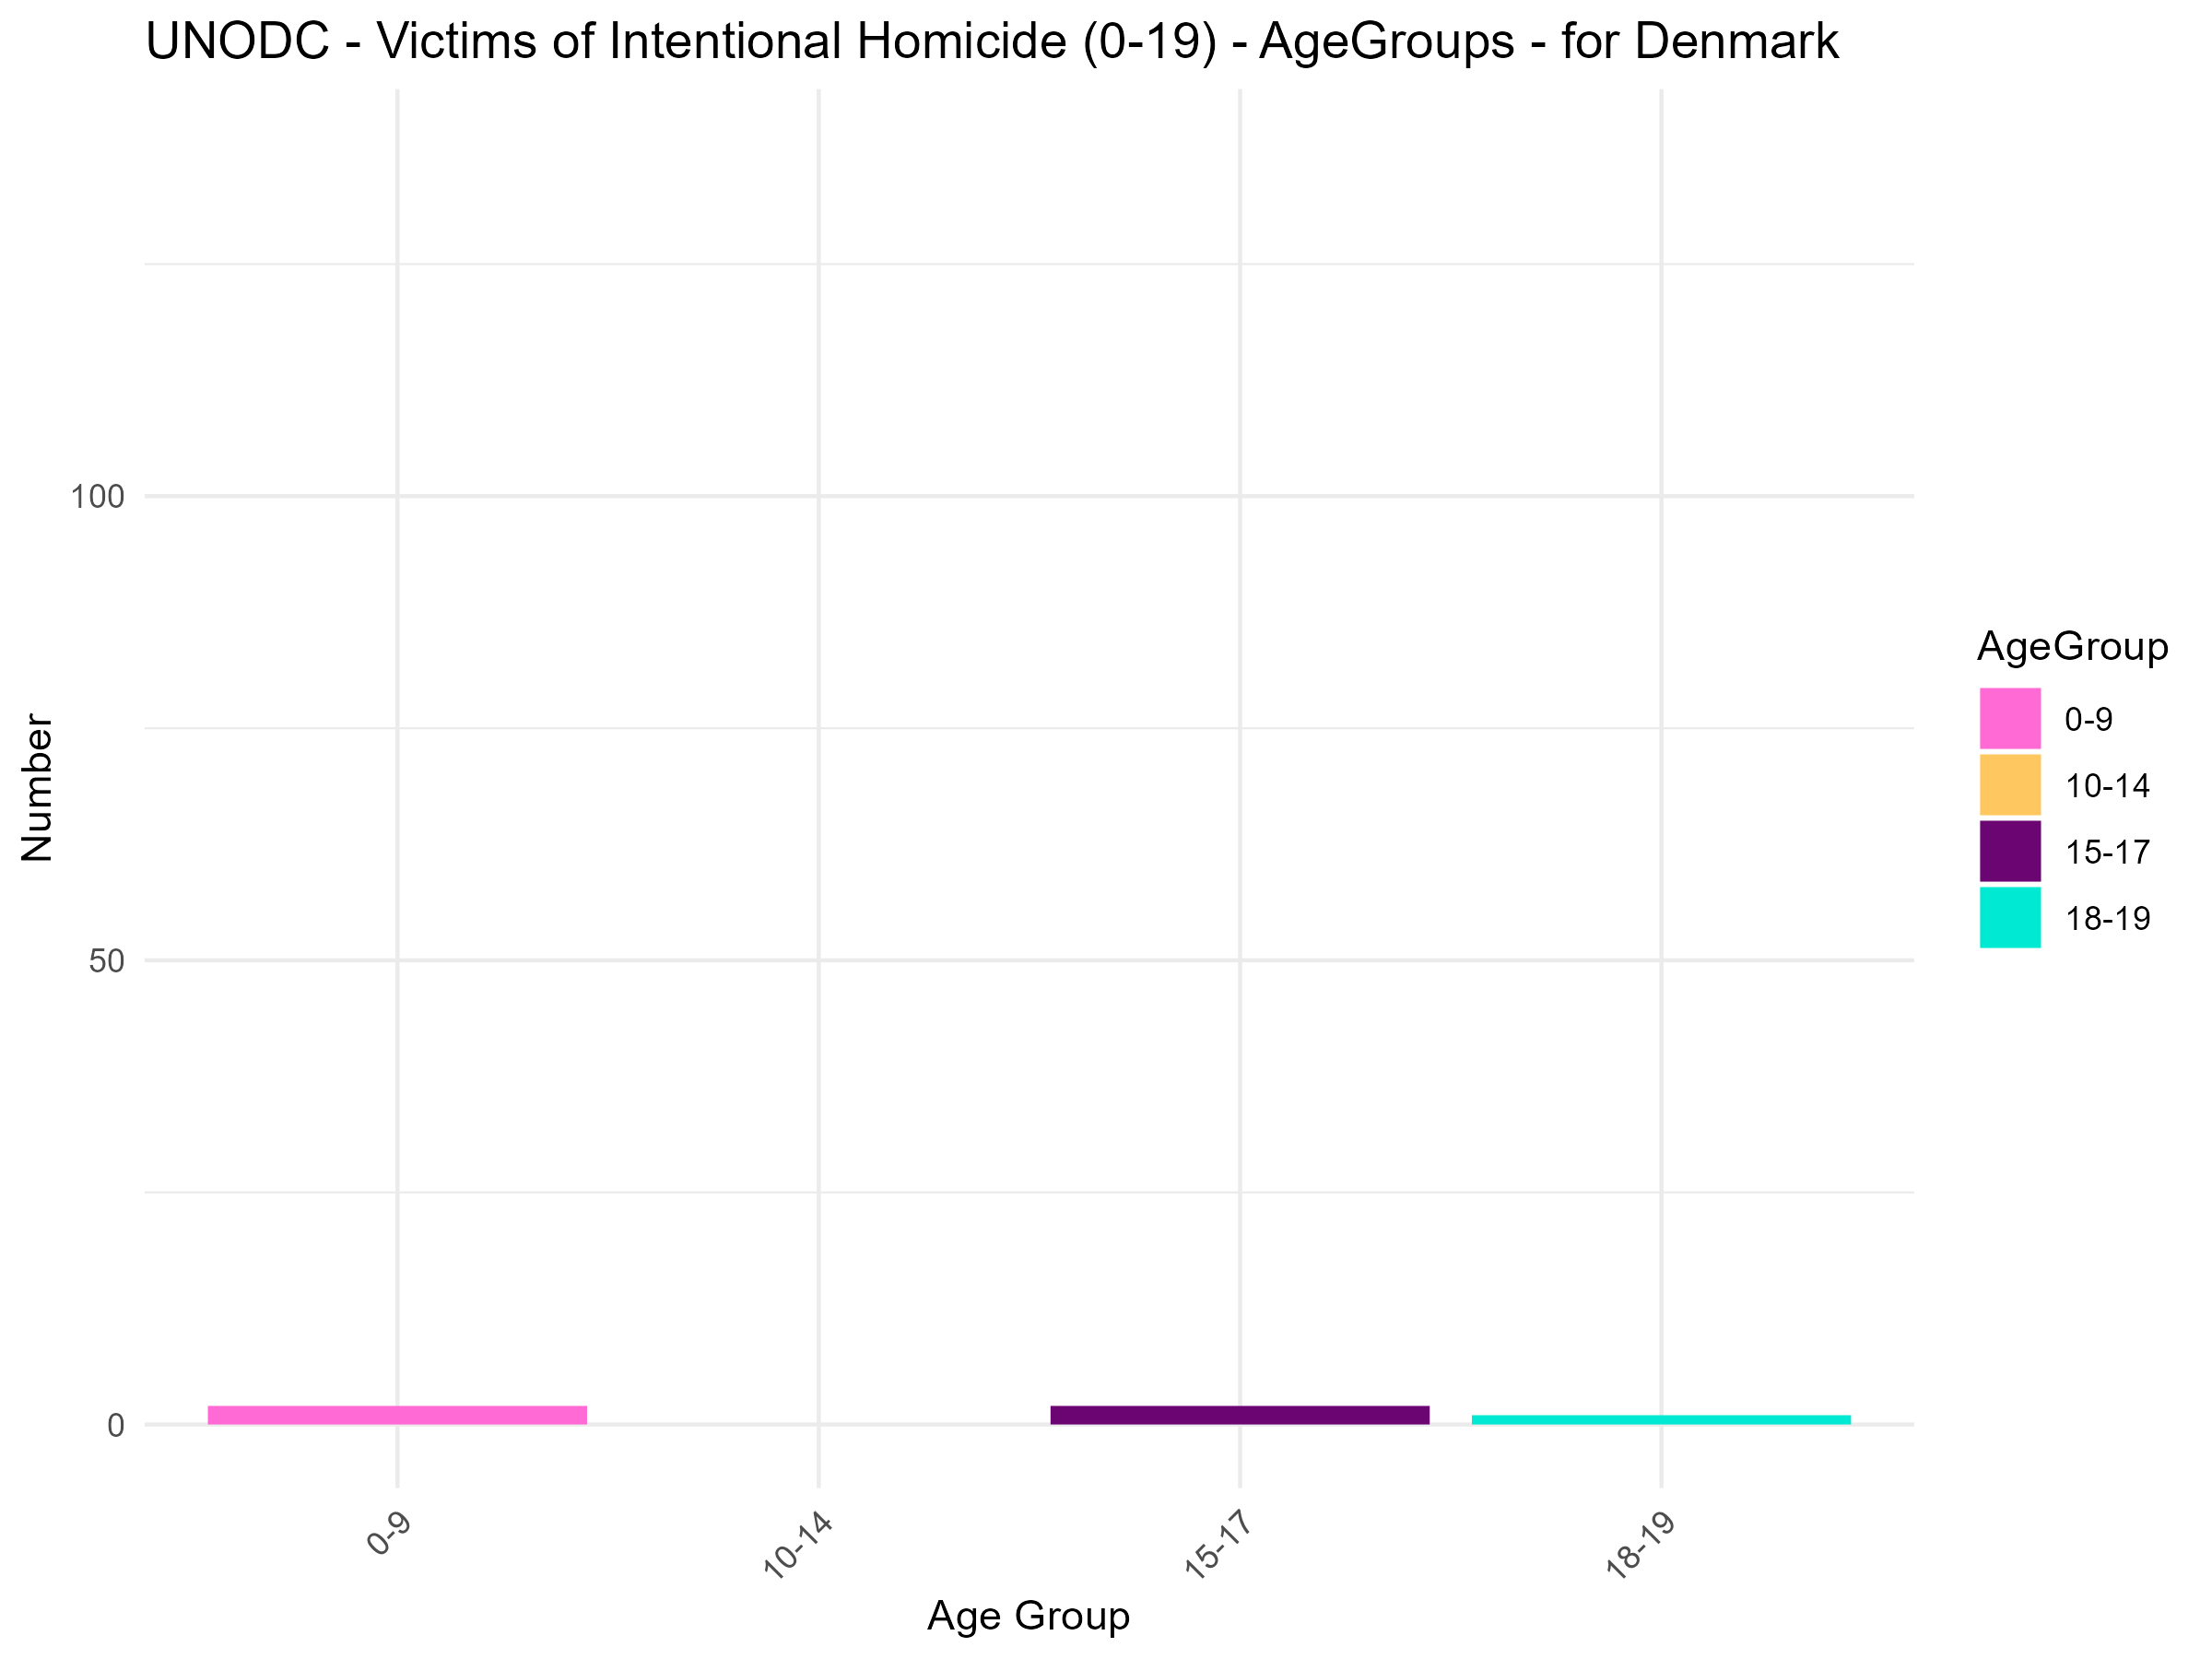 UNODC - Victims of Intentional Homicide (0-19) - AgeGroups - for Denmark
Number
100
50
0
0-9
10-14
15-17
18-19
Age Group
AgeGroup
0-9
10-14
15-17
18-19